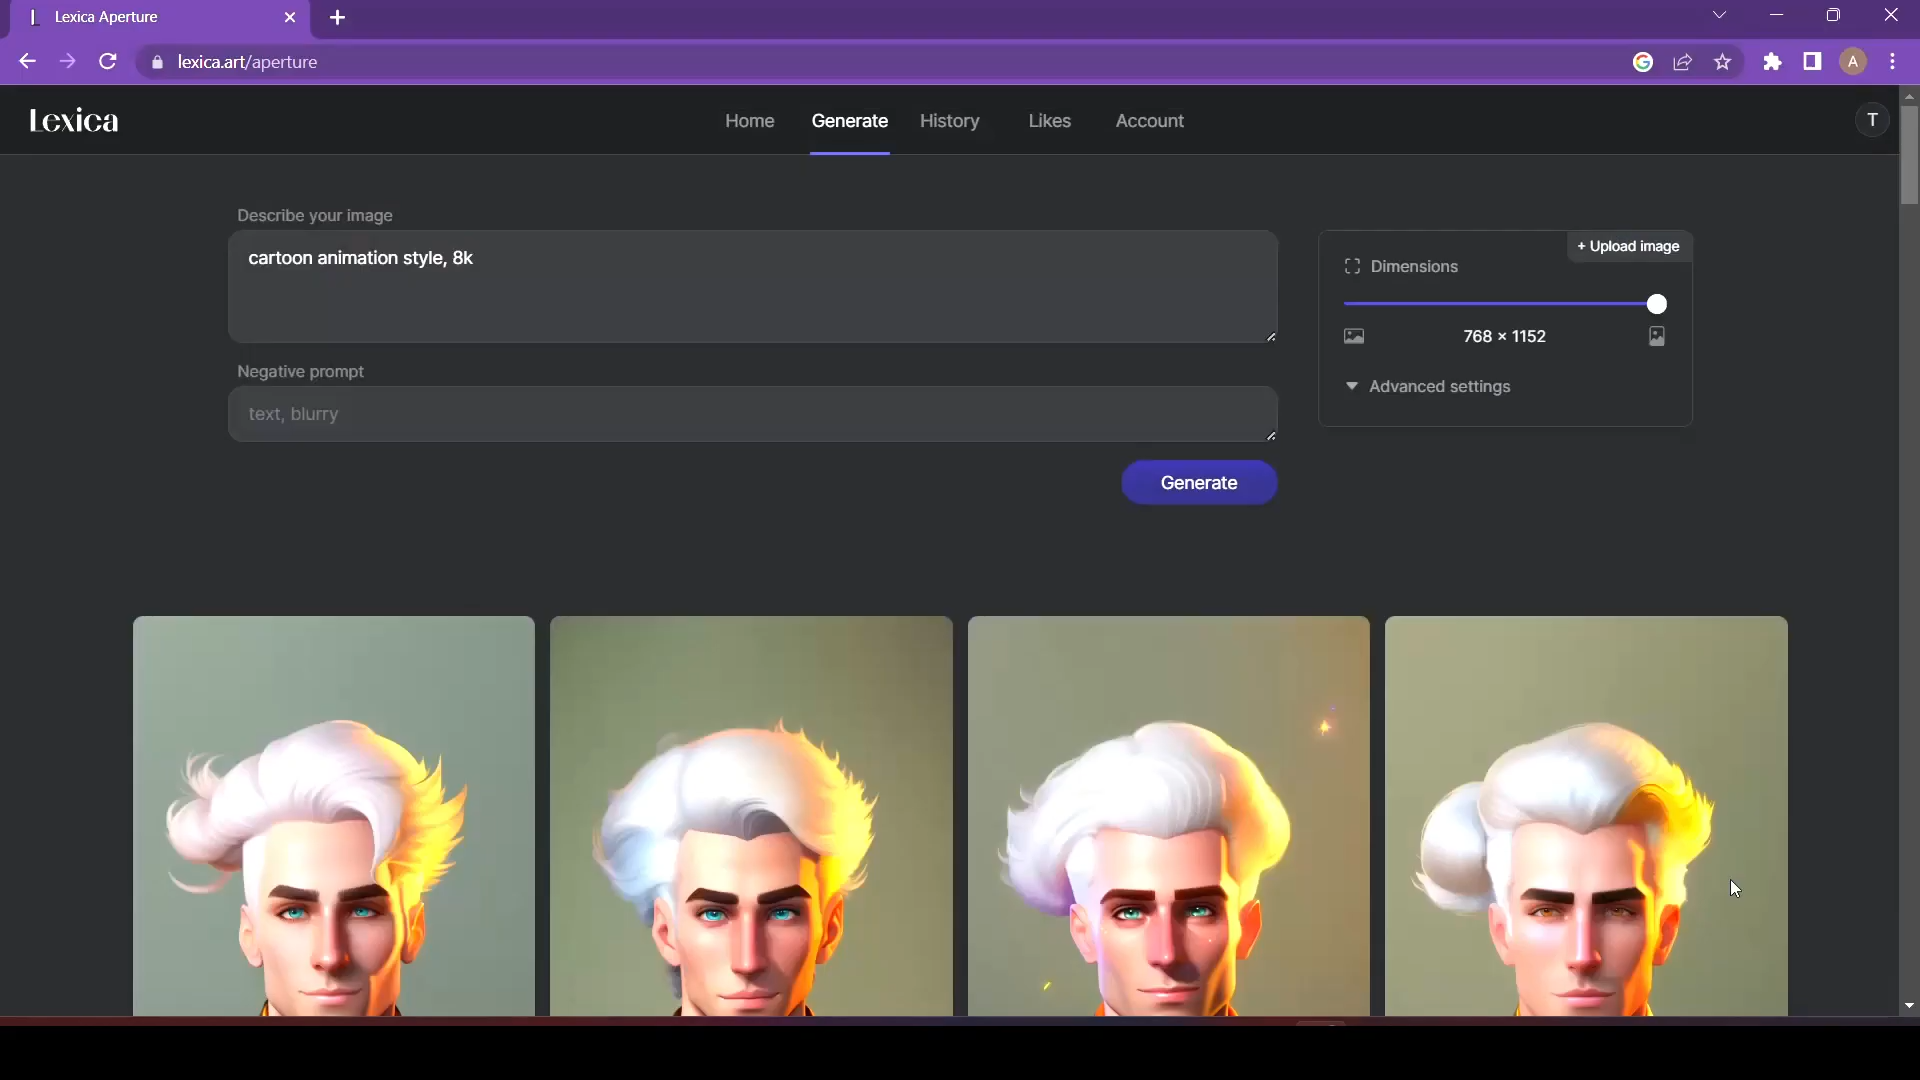 Lexica Aperture
lexica.art/aperture
A
Lexica
Home
Generate
History
Likes
Account
T
Describe your image
cartoon animation style, 8k
+ Upload image
Dimensions
768 × 1152
Negative prompt
text, blurry
Advanced settings
Generate